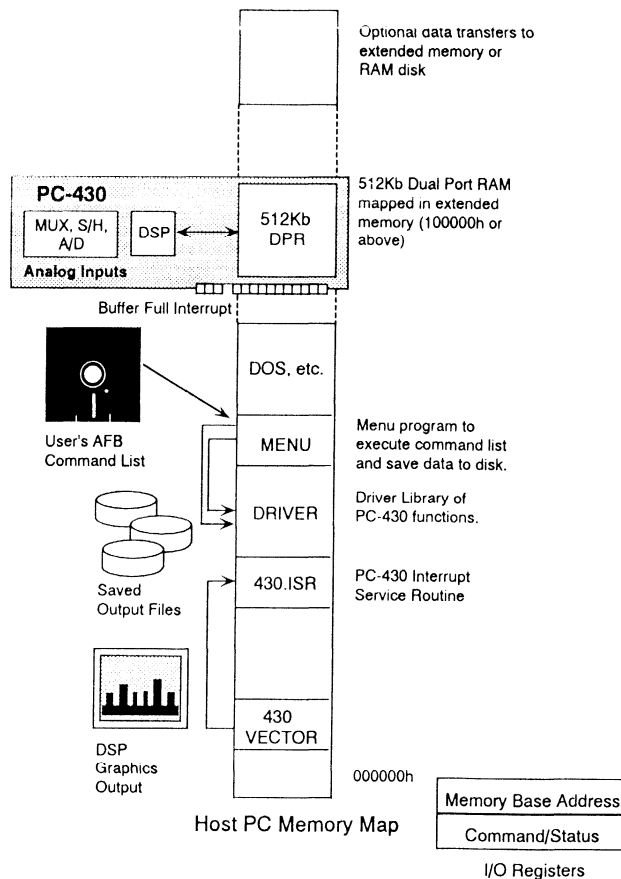 Optional data transfers to
extended memory or
RAM disk
PC-430
MUX, S/H,
A/D
DSP
512Kb
DPR
Analog Inputs
512Kb Dual Port RAM
mapped in extended
memory (100000h or
above)
Buffer Full Interrupt
DOS, etc.
User's AFB
Command List
MENU
Menu program to
execute command list
and save data to disk.
DRIVER
Driver Library of
PC-430 functions.
Saved
Output Files
430.ISR
PC-430 Interrupt
Service Routine
430
VECTOR
DSP
Graphics
Output
000000h
Host PC Memory Map
Memory Base Address
Command/Status
I/O Registers